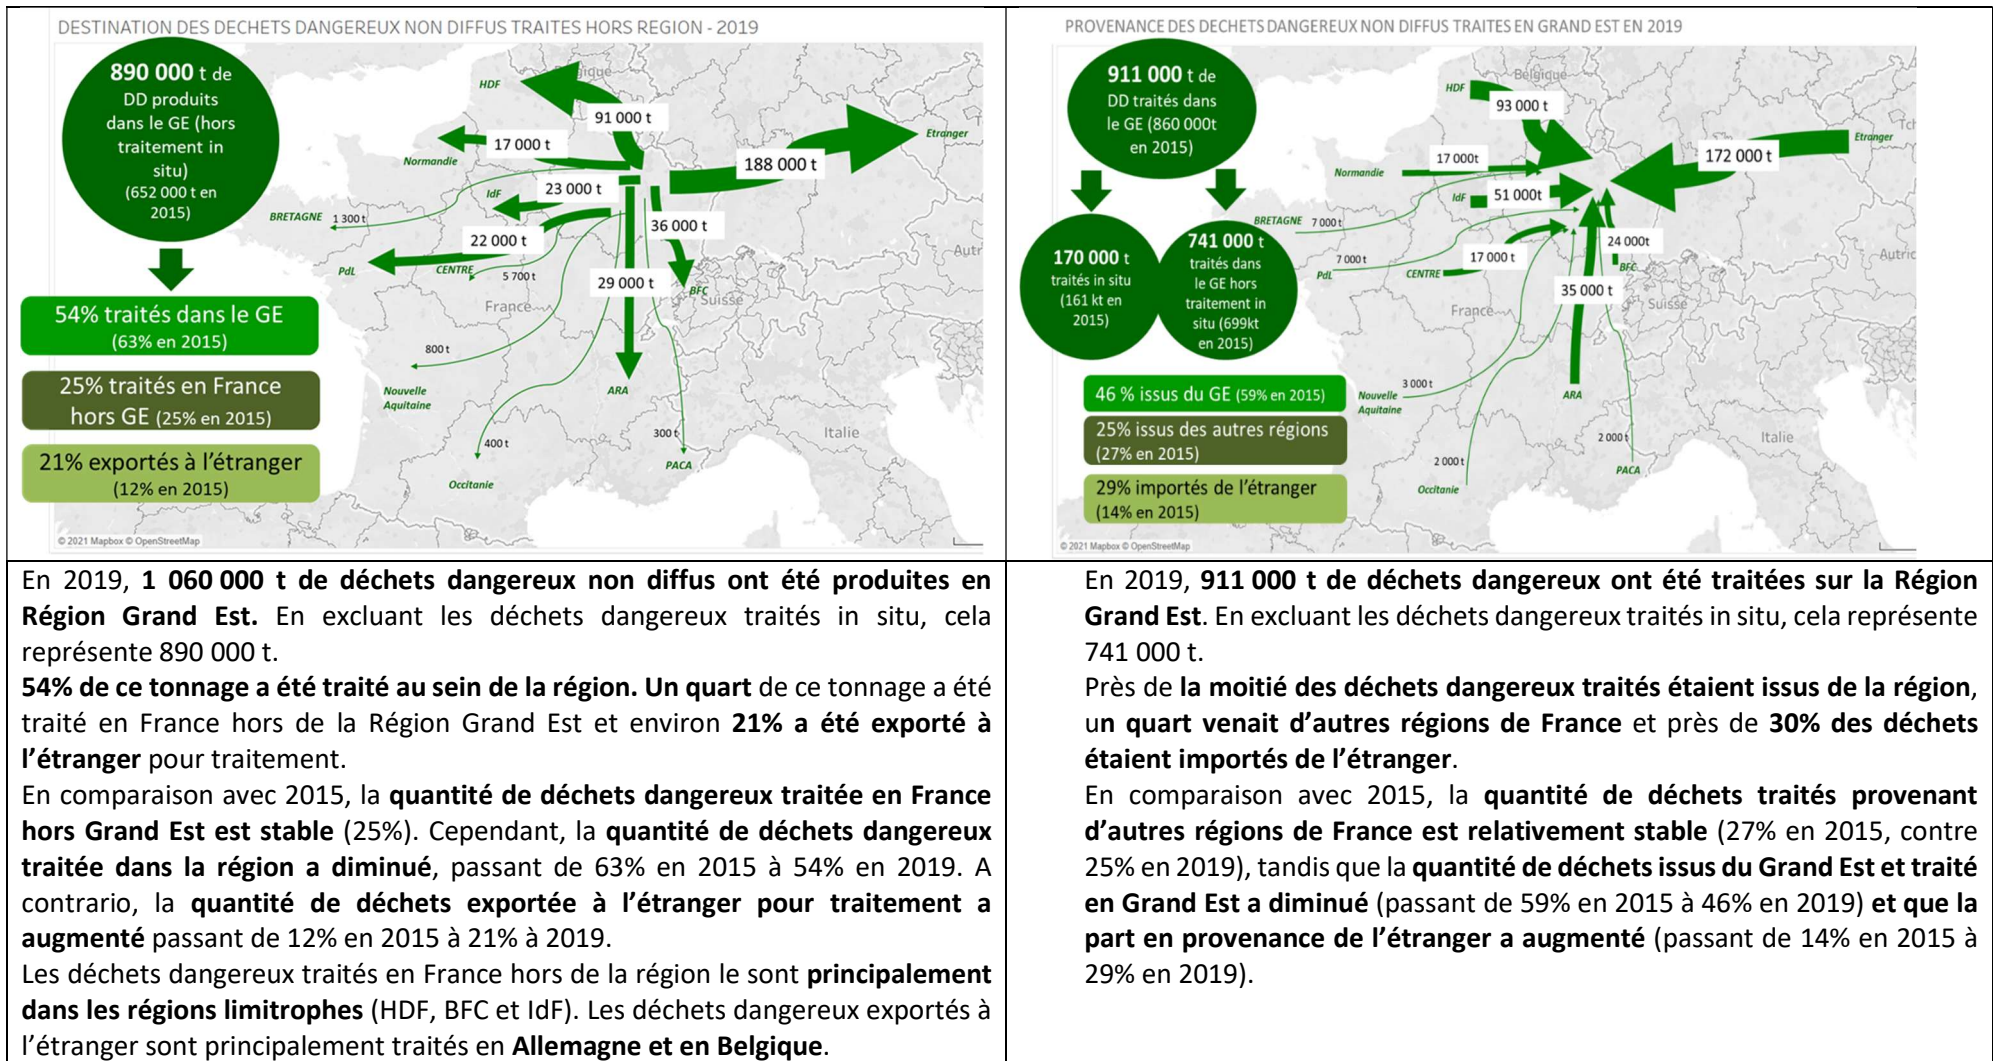 DESTINATION DES DECHETS DANGEREUX NON DIFFUS TRAITES HORS REGION - 2019
890 000 t de
DD produits
dans le GE (hors
traitement in
situ)
(652 000 t en
2015)
54% traités dans le GE
(63% en 2015)
25% traités en France
hors GE (25% en 2015)
21% exportés à l'étranger
(12% en 2015)
HDF
Belgique
91 000 t
17 000 t
Normandie
188 000 t
Etranger
23 000 t
IdF
BRETAGNE
1 300 t
36 000 t
22 000 t
PdL
CENTRE
5 700 t
29 000 t
BFC
Suisse
Autr
France
800 t
Nouvelle
Aquitaine
ARA
400 t
300 t
Italie
PACA
Occitanie
© 2021 Mapbox © OpenStreetMap
PROVENANCE DES DECHETS DANGEREUX NON DIFFUS TRAITES EN GRAND EST EN 2019
911 000 t de
DD traités dans
le GE (860 000t
en 2015)
170 000 t
traités in situ
(161 kt en
2015)
741 000 t
traités dans
le GE hors
traitement in
situ (699kt
en 2015)
46 % issus du GE (59% en 2015)
25% issus des autres régions
(27% en 2015)
29% importés de l'étranger
(14% en 2015)
Belgique
HDF
93 000 t
Tch
Etranger
17 000t
172 000 t
Normandie
IdF
51 000t
BRETAGNE
7 000 t
24 000t
PdL
7 000 t
CENTRE
17 000 t
BFC
35 000 t
Suisse
Autric
France
3 000 t
Nouvelle
Aquitaine
ARA
2 000 t
Italie
2 000 t
PACA
Occitanie
© 2021 Mapbox © OpenStreetMap
En 2019, 1 060 000 t de déchets dangereux non diffus ont été produites en
Région Grand Est. En excluant les déchets dangereux traités in situ, cela
représente 890 000 t.
54% de ce tonnage a été traité au sein de la région. Un quart de ce tonnage a été
traité en France hors de la Région Grand Est et environ 21% a été exporté à
l'étranger pour traitement.
En comparaison avec 2015, la quantité de déchets dangereux traitée en France
hors Grand Est est stable (25%). Cependant, la quantité de déchets dangereux
traitée dans la région a diminué, passant de 63% en 2015 à 54% en 2019. A
contrario, la quantité de déchets exportée à l'étranger pour traitement a
augmenté passant de 12% en 2015 à 21% à 2019.
Les déchets dangereux traités en France hors de la région le sont principalement
dans les régions limitrophes (HDF, BFC et IdF). Les déchets dangereux exportés à
l'étranger sont principalement traités en Allemagne et en Belgique.
En 2019, 911 000 t de déchets dangereux ont été traitées sur la Région
Grand Est. En excluant les déchets dangereux traités in situ, cela représente
741 000 t.
Près de la moitié des déchets dangereux traités étaient issus de la région,
un quart venait d'autres régions de France et près de 30% des déchets
étaient importés de l'étranger.
En comparaison avec 2015, la quantité de déchets traités provenant
d'autres régions de France est relativement stable (27% en 2015, contre
25% en 2019), tandis que la quantité de déchets issus du Grand Est et traité
en Grand Est a diminué (passant de 59% en 2015 à 46% en 2019) et que la
part en provenance de l'étranger a augmenté (passant de 14% en 2015 à
29% en 2019).